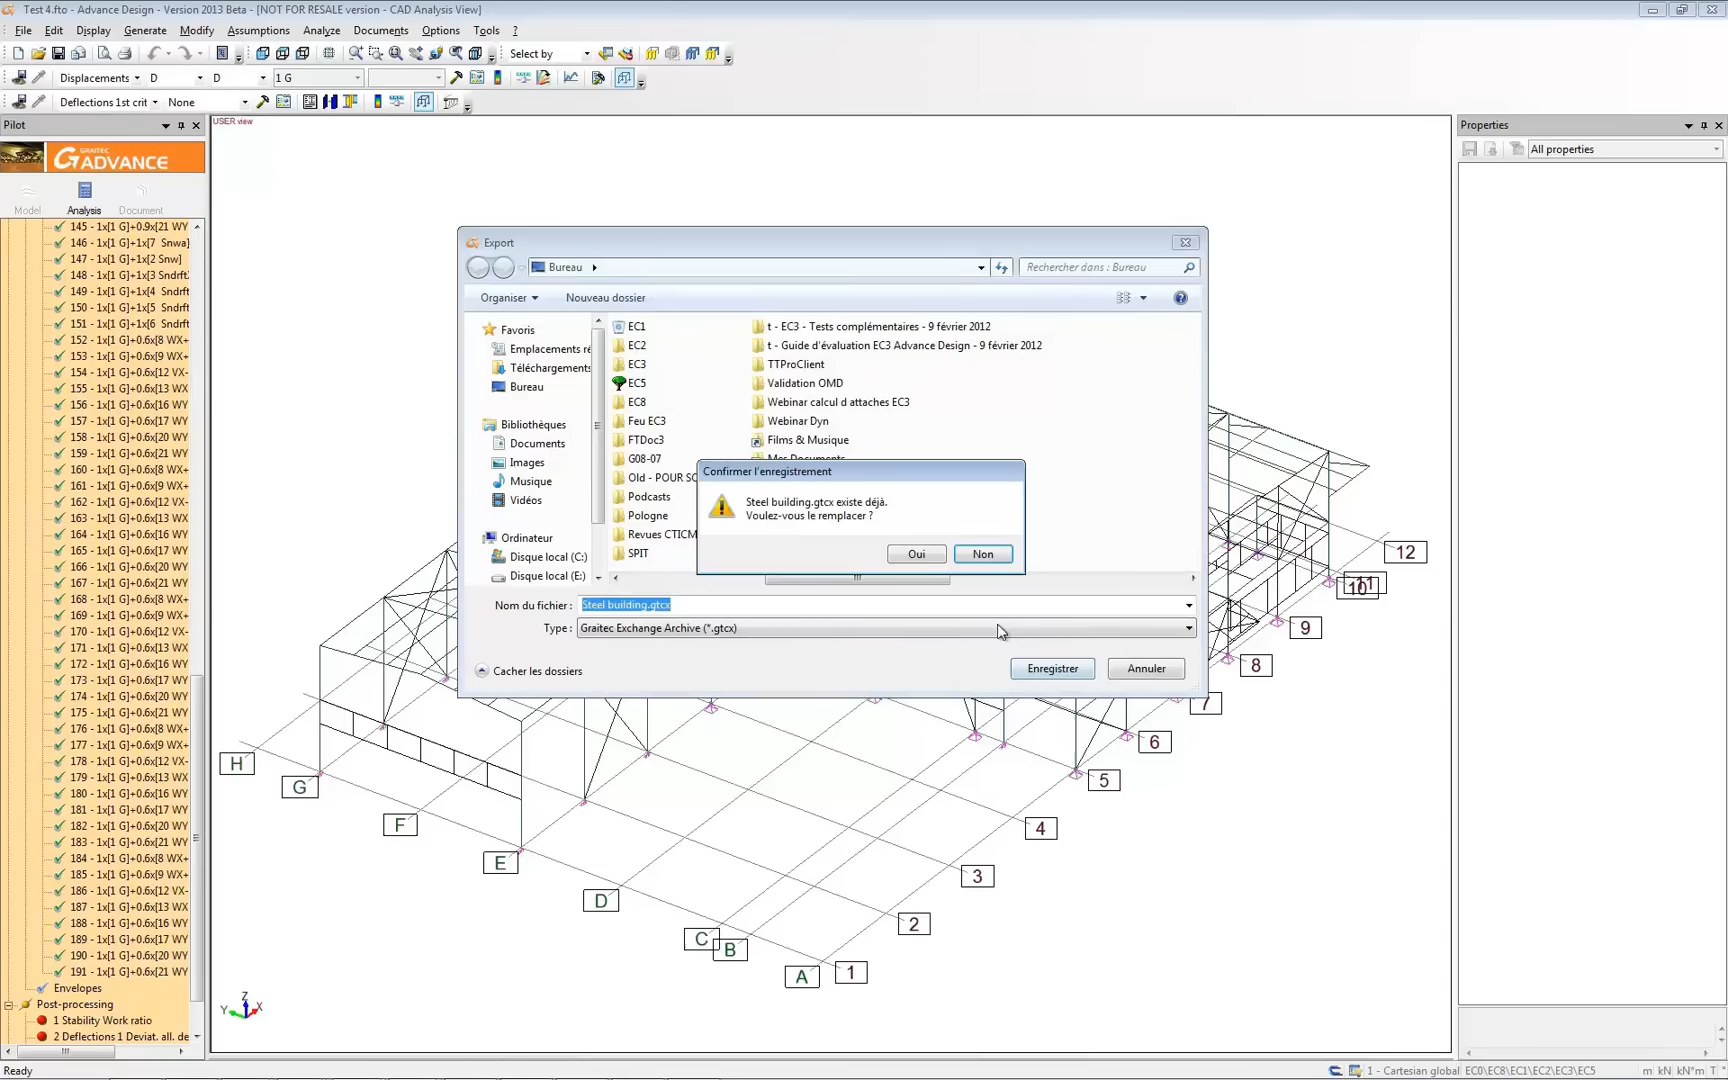 Test 4.fto - Advance Design - Version 2013 Beta - [NOT FOR RESALE version - CAD Analysis View]
File Edit Display Generate Modify Assumptions Analyze Documents Options Tools ?
Select by
Displacements D D 1 G
Deflections 1st crit None
Pilot
GRAITEC
ADVANCE
Model Analysis Document
145 - 1x[1 G]+0.9x[21 WY
146 - 1x[1 G]+1x[7 Snwa]
147 - 1x[1 G]+1x[2 Snw]
148 - 1x[1 G]+1x[3 Sndrft
149 - 1x[1 G]+1x[4 Sndrft
150 - 1x[1 G]+1x[5 Sndrft
151 - 1x[1 G]+1x[6 Sndrft
152 - 1x[1 G]+0.6x[8 WX+
153 - 1x[1 G]+0.6x[9 WX+
154 - 1x[1 G]+0.6x[12 VX-
155 - 1x[1 G]+0.6x[13 WX
156 - 1x[1 G]+0.6x[16 WY
157 - 1x[1 G]+0.6x[17 WY
158 - 1x[1 G]+0.6x[20 WY
159 - 1x[1 G]+0.6x[21 WY
160 - 1x[1 G]+0.6x[8 WX+
161 - 1x[1 G]+0.6x[9 WX+
162 - 1x[1 G]+0.6x[12 VX-
163 - 1x[1 G]+0.6x[13 WX
164 - 1x[1 G]+0.6x[16 WY
165 - 1x[1 G]+0.6x[17 WY
166 - 1x[1 G]+0.6x[20 WY
167 - 1x[1 G]+0.6x[21 WY
168 - 1x[1 G]+0.6x[8 WX+
169 - 1x[1 G]+0.6x[9 WX+
170 - 1x[1 G]+0.6x[12 VX-
171 - 1x[1 G]+0.6x[13 WX
172 - 1x[1 G]+0.6x[16 WY
173 - 1x[1 G]+0.6x[17 WY
174 - 1x[1 G]+0.6x[20 WY
175 - 1x[1 G]+0.6x[21 WY
176 - 1x[1 G]+0.6x[8 WX+
177 - 1x[1 G]+0.6x[9 WX+
178 - 1x[1 G]+0.6x[12 VX-
179 - 1x[1 G]+0.6x[13 WX
180 - 1x[1 G]+0.6x[16 WY
181 - 1x[1 G]+0.6x[17 WY
182 - 1x[1 G]+0.6x[20 WY
183 - 1x[1 G]+0.6x[21 WY
184 - 1x[1 G]+0.6x[8 WX+
185 - 1x[1 G]+0.6x[9 WX+
186 - 1x[1 G]+0.6x[12 VX-
187 - 1x[1 G]+0.6x[13 WX
188 - 1x[1 G]+0.6x[16 WY
189 - 1x[1 G]+0.6x[17 WY
190 - 1x[1 G]+0.6x[20 WY
191 - 1x[1 G]+0.6x[21 WY
Envelopes
Post-processing
1 Stability Work ratio
2 Deflections 1 Deviat. all. de
USER view
Export
Bureau
Rechercher dans : Bureau
Organiser Nouveau dossier
Favoris
Emplacements ré
Téléchargements
Bureau
Bibliothèques
Documents
Images
Musique
Vidéos
Ordinateur
Disque local (C:)
Disque local (E:)
EC1
EC2
EC3
EC5
EC8
Feu EC3
FTDoc3
G08-07
Old - POUR SC
Podcasts
Pologne
Revues CTICM
SPIT
t - EC3 - Tests complémentaires - 9 février 2012
t - Guide d'évaluation EC3 Advance Design - 9 février 2012
TTProClient
Validation OMD
Webinar calcul d attaches EC3
Webinar Dyn
Films & Musique
Mes Documents
Confirmer l'enregistrement
Steel building.gtcx existe déjà.
Voulez-vous le remplacer ?
Oui Non
Nom du fichier : Steel building.gtcx
Type : Graitec Exchange Archive (*.gtcx)
Cacher les dossiers
Enregistrer Annuler
H
G
F
E
D
C
B
A
1
2
3
4
5
6
7
8
9
10
11
12
Z
Y
X
Properties
All properties
Ready
1 - Cartesian global EC0\EC8\EC1\EC2\EC3\EC5 m kN kN*m T